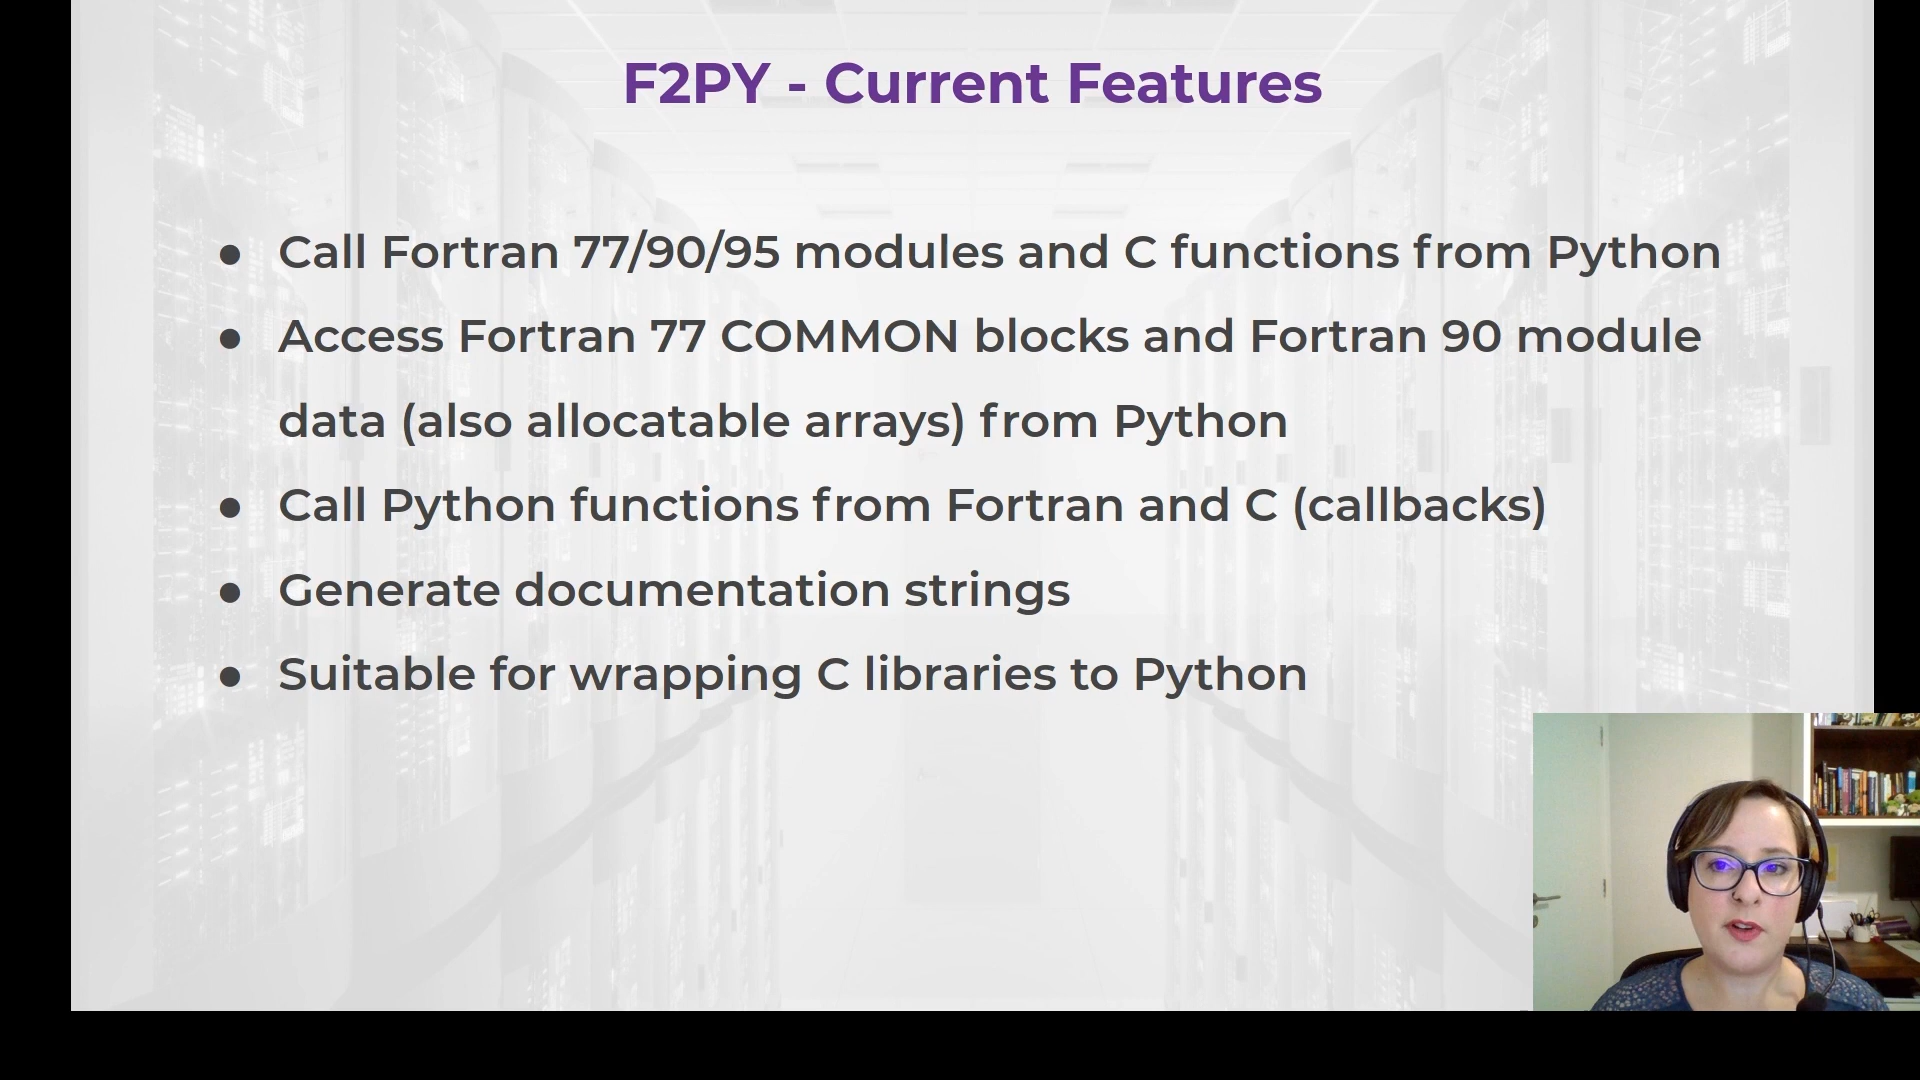 F2PY - Current Features
● Call Fortran 77/90/95 modules and C functions from Python
● Access Fortran 77 COMMON blocks and Fortran 90 module
data (also allocatable arrays) from Python
● Call Python functions from Fortran and C (callbacks)
● Generate documentation strings
● Suitable for wrapping C libraries to Python